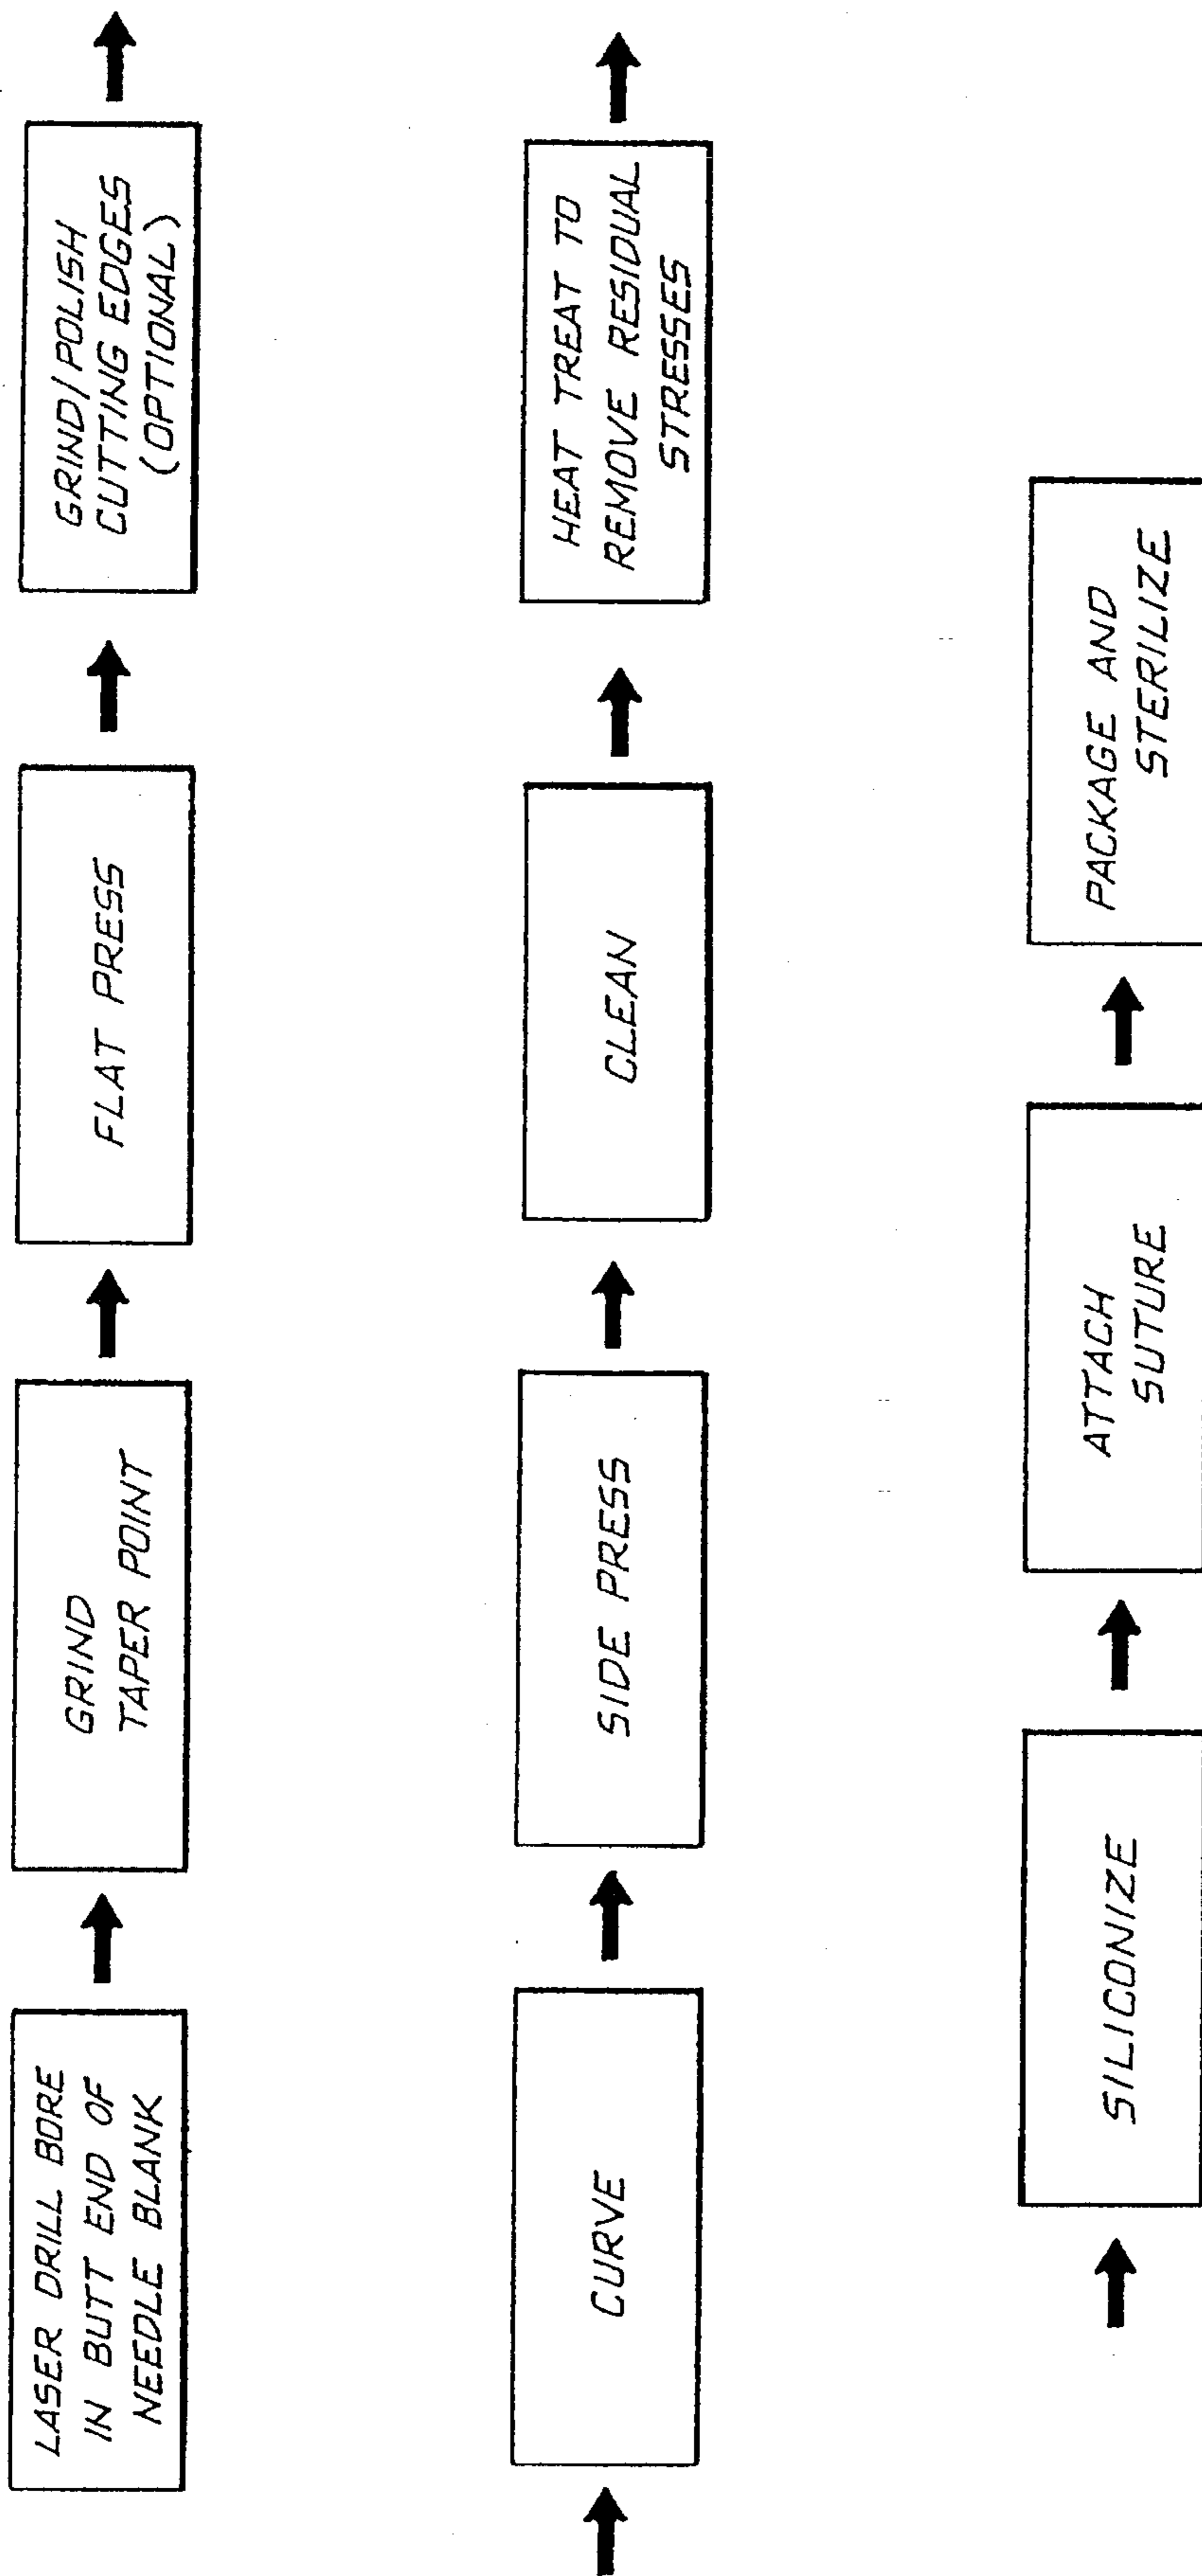 LASER DRILL BORE
IN BUTT END OF
NEEDLE BLANK
GRIND
TAPER POINT
FLAT PRESS
GRIND/POLISH
CUTTING EDGES
(OPTIONAL)
CURVE
SIDE PRESS
CLEAN
HEAT TREAT TO
REMOVE RESIDUAL
STRESSES
SILICONIZE
ATTACH
SUTURE
PACKAGE AND
STERILIZE